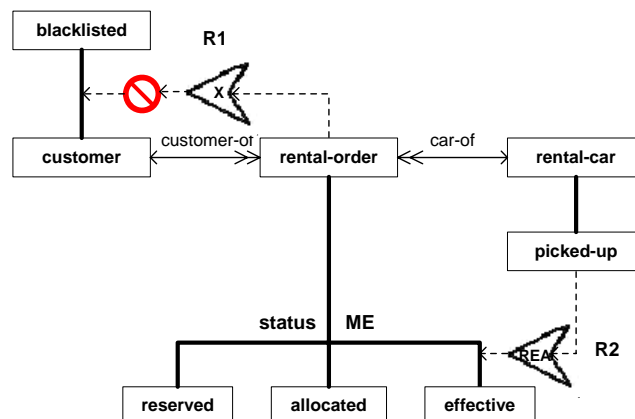 blacklisted
R1
X
customer
customer-of
rental-order
car-of
rental-car
picked-up
status
ME
REA
R2
reserved
allocated
effective